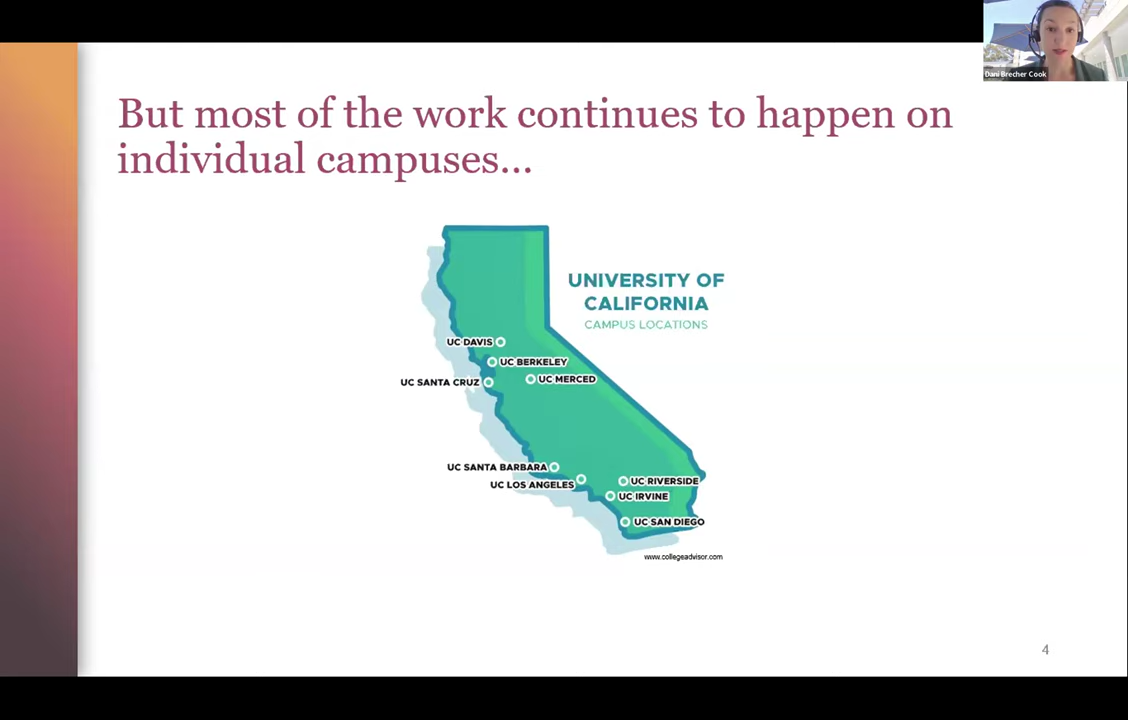 Dani Brecher Cook
But most of the work continues to happen on
individual campuses...
UNIVERSITY OF
CALIFORNIA
CAMPUS LOCATIONS
UC DAVIS
UC BERKELEY
UC SANTA CRUZ
UC MERCED
UC SANTA BARBARA
UC LOS ANGELES
UC RIVERSIDE
UC IRVINE
UC SAN DIEGO
www.collegeadvisor.com
4